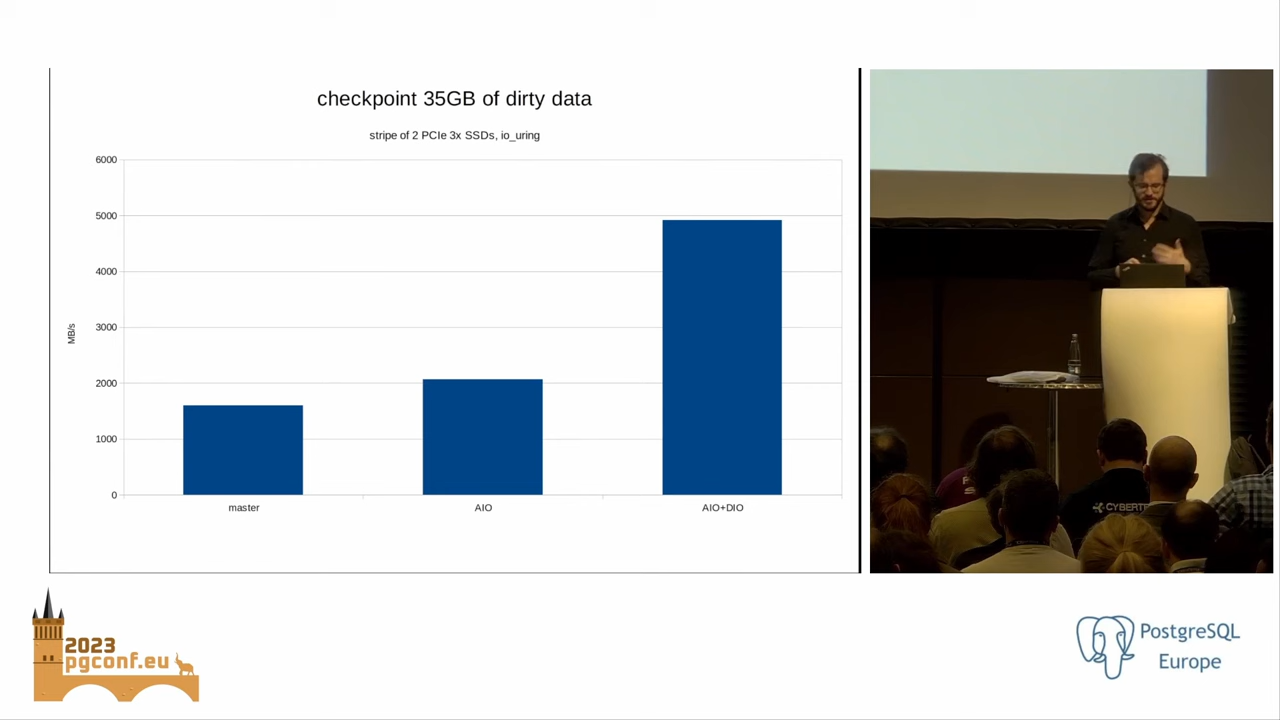 checkpoint 35GB of dirty data
stripe of 2 PCIe 3x SSDs, io_uring
6000
5000
4000
3000
2000
1000
0
MB/s
master
AIO
AIO+DIO
2023
pgconf.eu
PostgreSQL
Europe